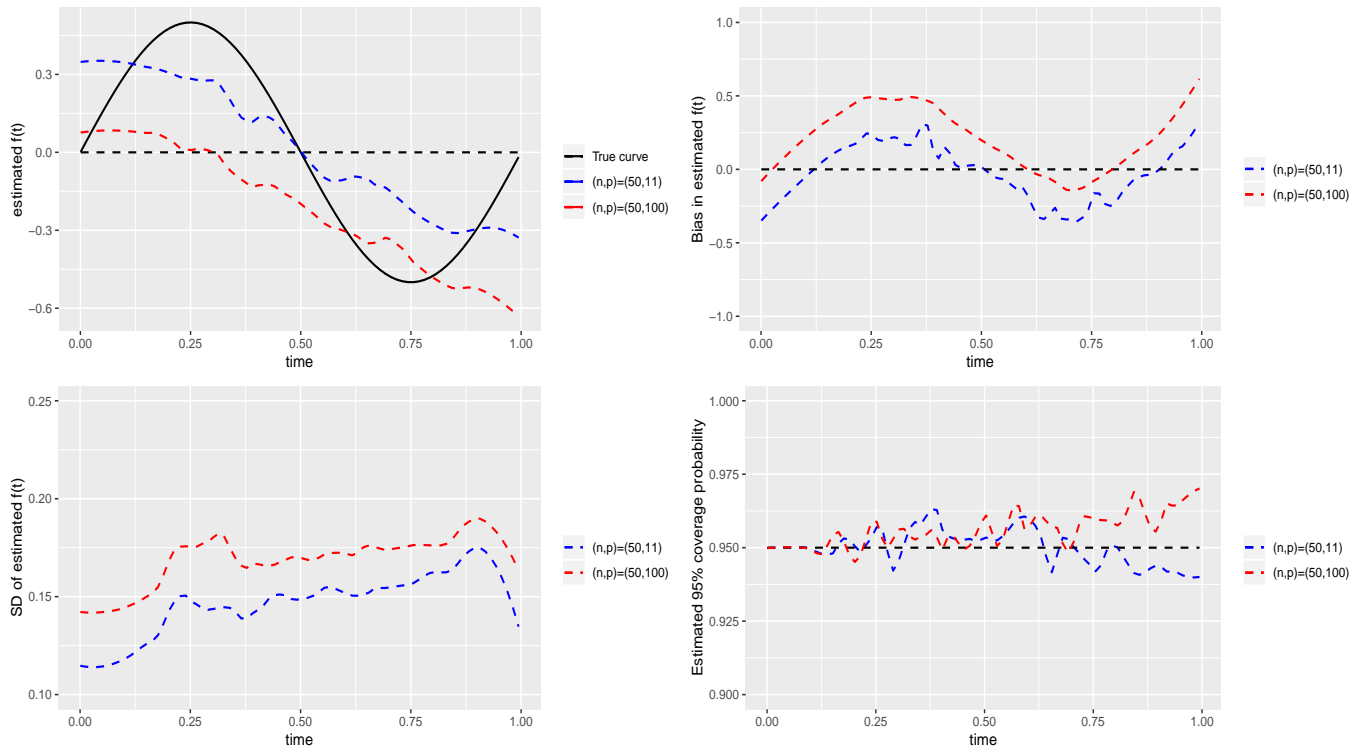 estimated f(t)
0.3
0.0
−0.3
−0.6
0.00
0.25
0.50
0.75
1.00
time
True curve
(n,p)=(50,11)
(n,p)=(50,100)
Bias in estimated f(t)
1.0
0.5
0.0
−0.5
−1.0
0.00
0.25
0.50
0.75
1.00
time
(n,p)=(50,11)
(n,p)=(50,100)
SD of estimated f(t)
0.25
0.20
0.15
0.10
0.00
0.25
0.50
0.75
1.00
time
(n,p)=(50,11)
(n,p)=(50,100)
Estimated 95% coverage probability
1.000
0.975
0.950
0.925
0.900
0.00
0.25
0.50
0.75
1.00
time
(n,p)=(50,11)
(n,p)=(50,100)